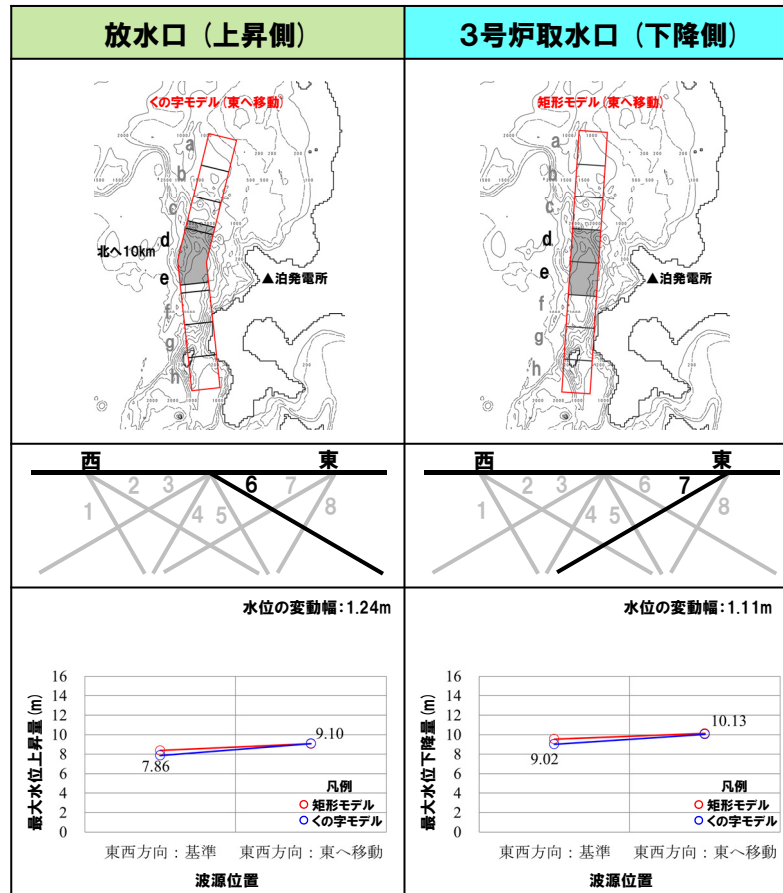 放水口（上昇側）
3号炉取水口（下降側）
くの字モデル（東へ移動）
a
b
c
d
北へ10km
e
▲泊発電所
f
g
h
矩形モデル（東へ移動）
a
b
c
d
e
▲泊発電所
f
g
h
西
東
1
2
3
4
5
6
7
8
西
東
1
2
3
4
5
6
7
8
水位の変動幅：1.24m
最大水位上昇量（m）
16
14
12
10
8
6
4
2
0
7.86
9.10
凡例
矩形モデル
くの字モデル
東西方向：基準
東西方向：東へ移動
波源位置
水位の変動幅：1.11m
最大水位下降量（m）
16
14
12
10
8
6
4
2
0
9.02
10.13
凡例
矩形モデル
くの字モデル
東西方向：基準
東西方向：東へ移動
波源位置